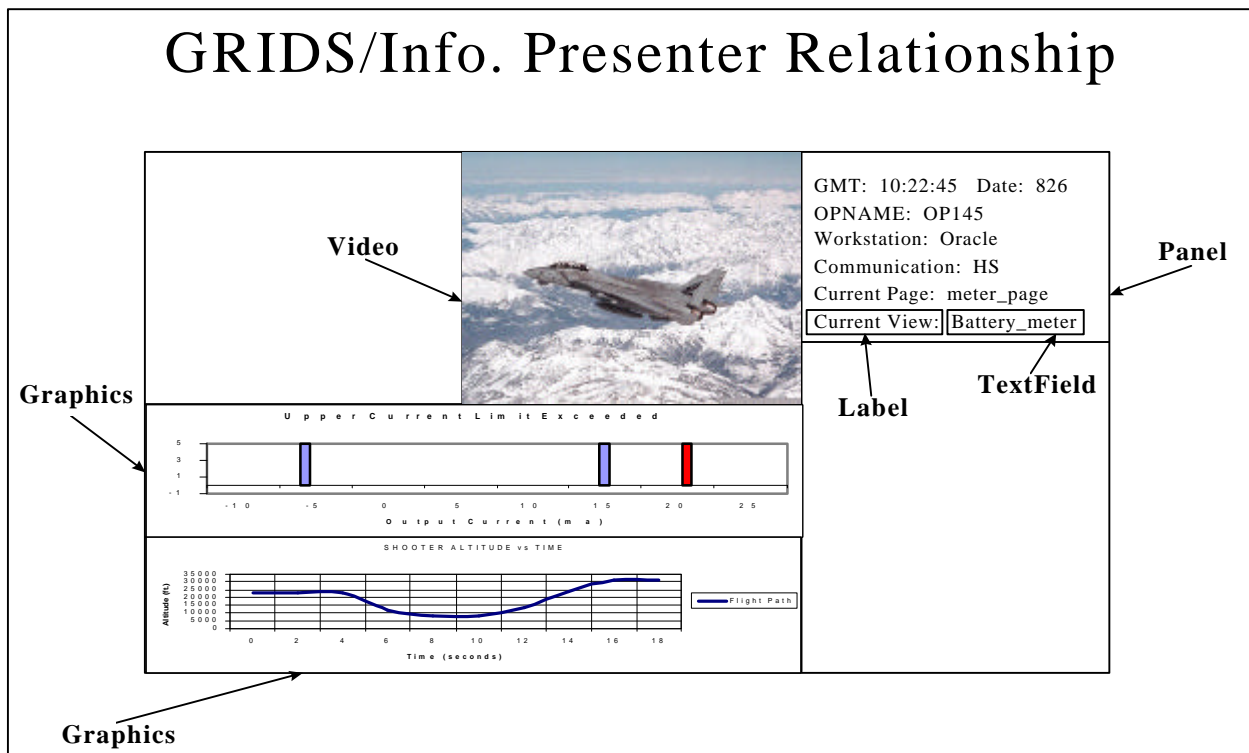 GRIDS/Info. Presenter Relationship
GMT: 10:22:45 Date: 826
OPNAME: OP145
Workstation: Oracle
Communication: HS
Current Page: meter_page
Current View: Battery_meter
Video
Panel
TextField
Label
Graphics
Upper Current Limit Exceeded
5
3
1
-1
-10 -5 0 5 10 15 20 25
Output Current (ma)
SHOOTER ALTITUDE vs TIME
Altitude (ft.)
35000
30000
25000
20000
15000
10000
5000
0
Flight Path
0 2 4 6 8 10 12 14 16 18
Time (seconds)
Graphics